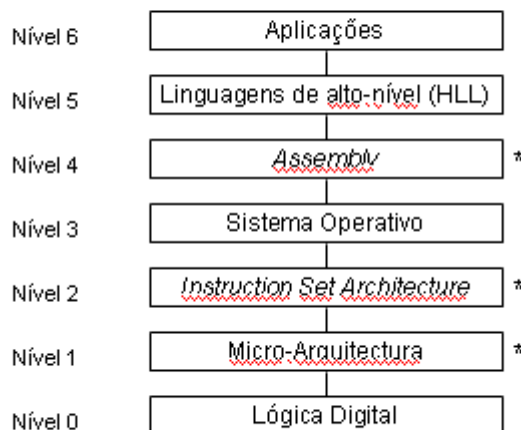 Nível 6 Aplicações
Nível 5 Linguagens de alto-nível (HLL)
Nível 4 Assembly *
Nível 3 Sistema Operativo
Nível 2 Instruction Set Architecture *
Nível 1 Micro-Arquitectura *
Nível 0 Lógica Digital